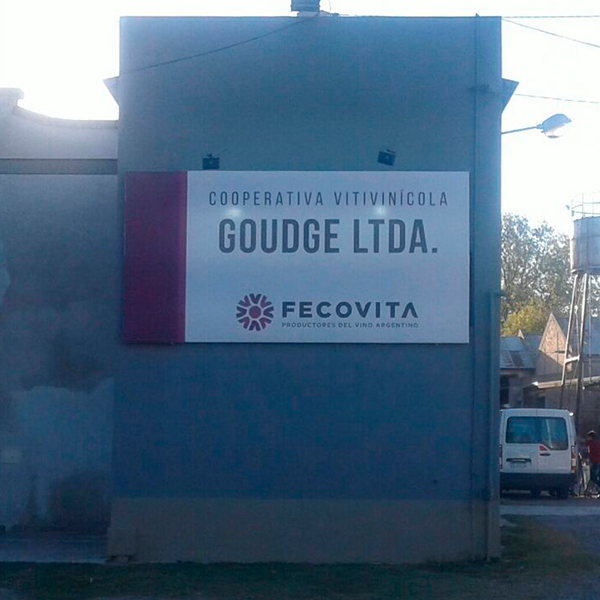 COOPERATIVA VITIVINÍCOLA
GOUDGE LTDA.
FECOVITA
PRODUCTORES DEL VINO ARGENTINO